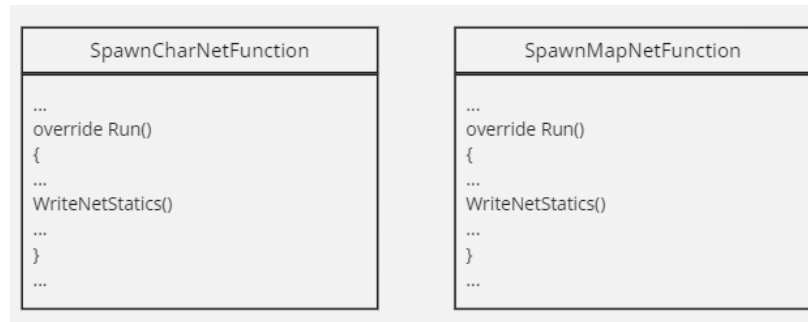 SpawnCharNetFunction
...
override Run()
{
...
WriteNetStatics()
...
}
...
SpawnMapNetFunction
...
override Run()
{
...
WriteNetStatics()
...
}
...